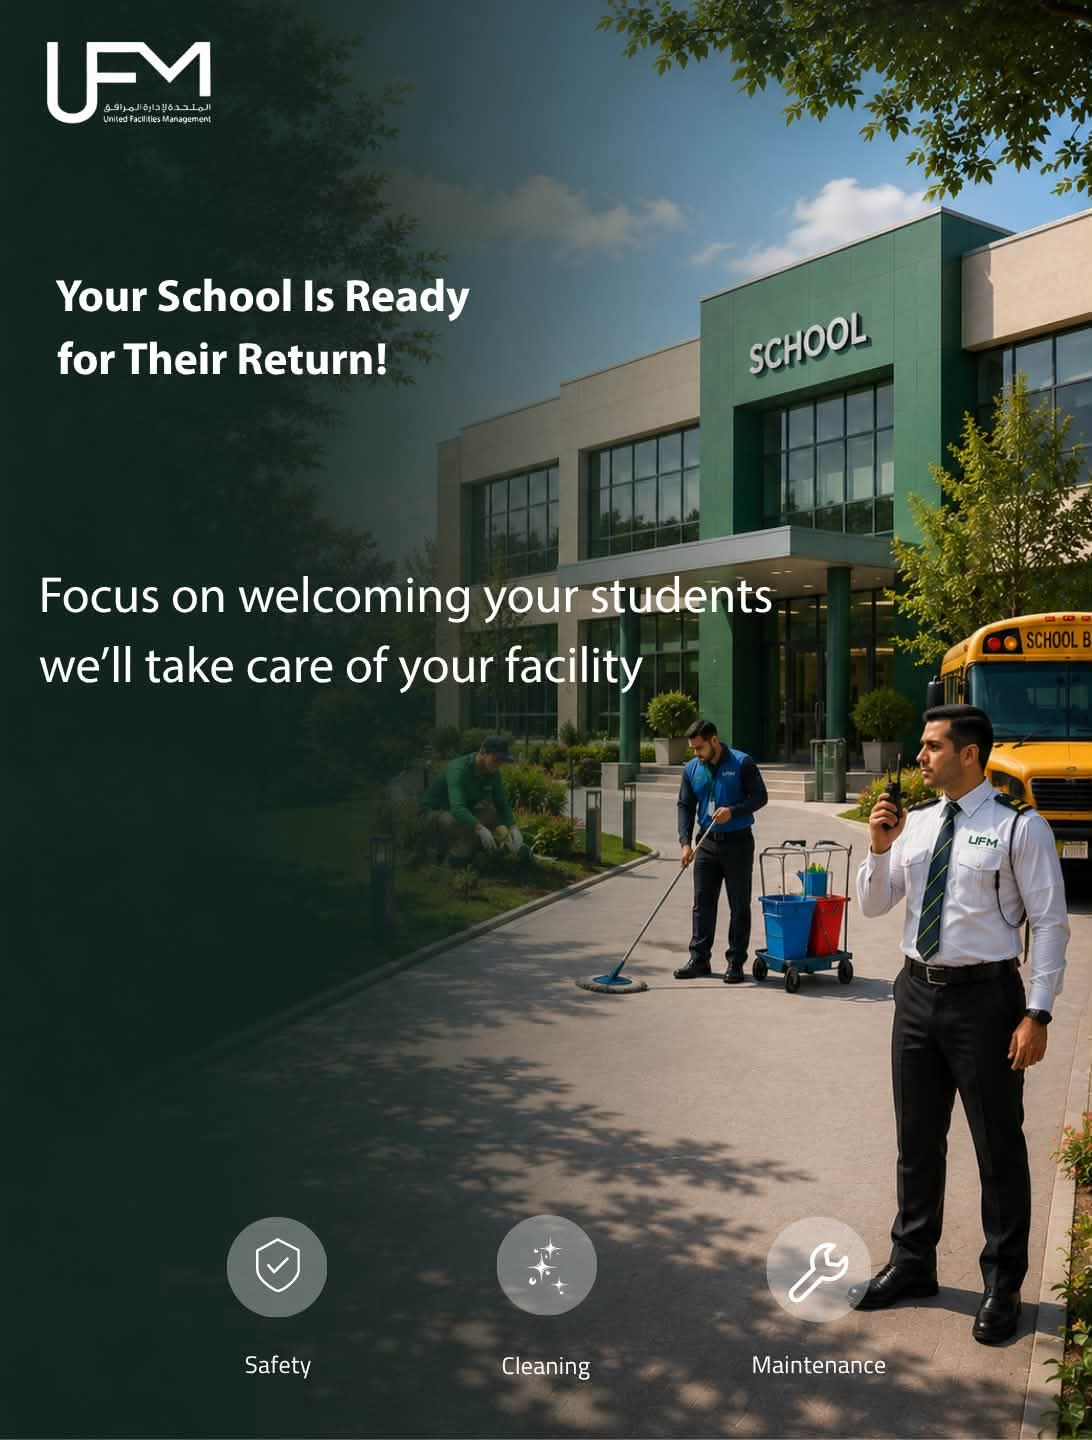 UFM
المتحدة لإدارة المرافق
United Facilities Management
Your School Is Ready
for Their Return!
SCHOOL
Focus on welcoming your students
we’ll take care of your facility
SCHOOL B
UFM
UFM
Safety
Cleaning
Maintenance